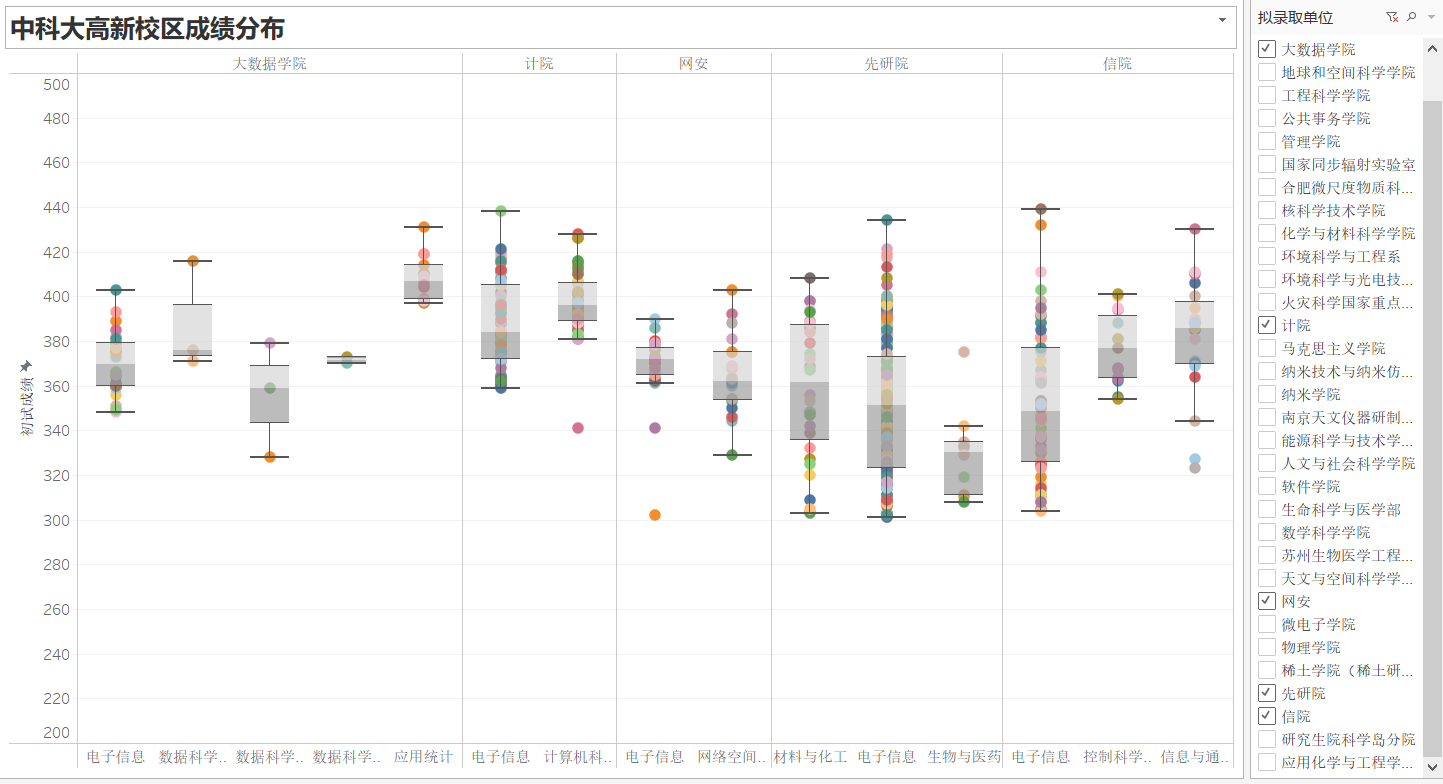 中科大高新校区成绩分布
大数据学院 计院 网安 先研院 信院
500
480
460
440
420
400
380
360
340
320
300
280
260
240
220
200
初试成绩
电子信息 数据科学.. 数据科学.. 数据科学.. 应用统计 电子信息 计算机科.. 电子信息 网络空间.. 材料与化工 电子信息 生物与医药 电子信息 控制科学.. 信息与通..
拟录取单位
大数据学院
地球和空间科学学院
工程科学学院
公共事务学院
管理学院
国家同步辐射实验室
合肥微尺度物质科...
核科学技术学院
化学与材料科学学院
环境科学与工程系
环境科学与光电技...
火灾科学国家重点...
计院
马克思主义学院
纳米技术与纳米仿...
纳米学院
南京天文仪器研制...
能源科学与技术学...
人文与社会科学学院
软件学院
生命科学与医学部
数学科学学院
苏州生物医学工程...
天文与空间科学学...
网安
微电子学院
物理学院
稀土学院（稀土研...
先研院
信院
研究生院科学岛分院
应用化学与工程学...